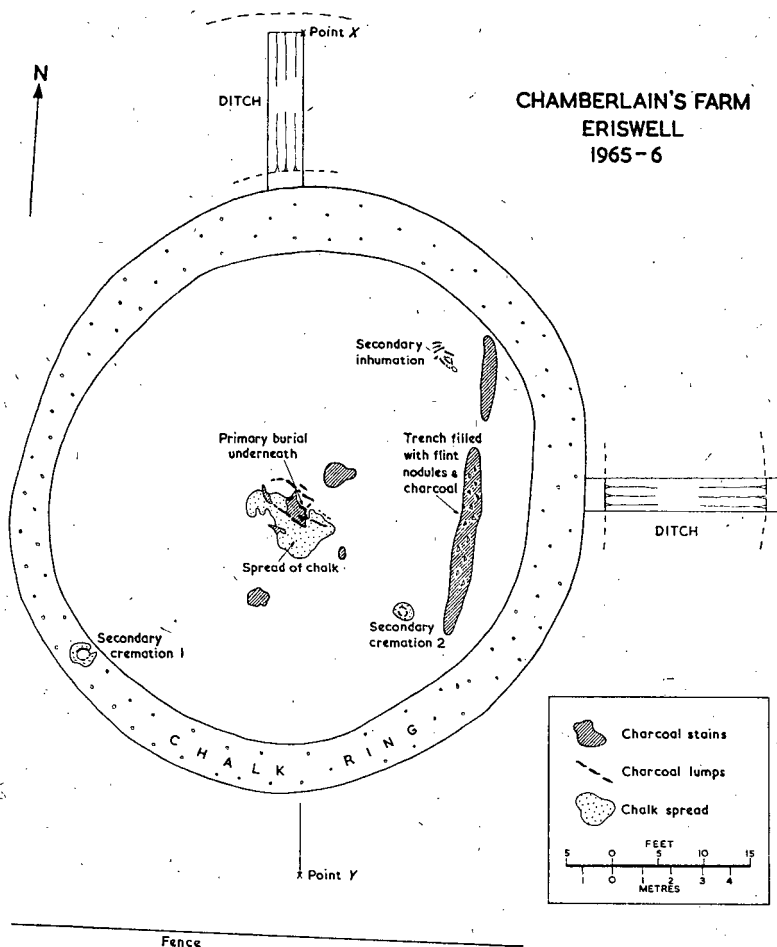 Point X
N
DITCH
CHAMBERLAIN'S FARM
ERISWELL
1965-6
Secondary
inhumation
Primary burial
underneath
Trench filled
with flint
nodules &
charcoal
DITCH
Spread of chalk
Secondary
cremation 1
Secondary
cremation 2
CHALK RING
Charcoal stains
Charcoal lumps
Chalk spread
FEET
5 0 5 10 15
1 0 1 2 3 4
METRES
Point Y
Fence